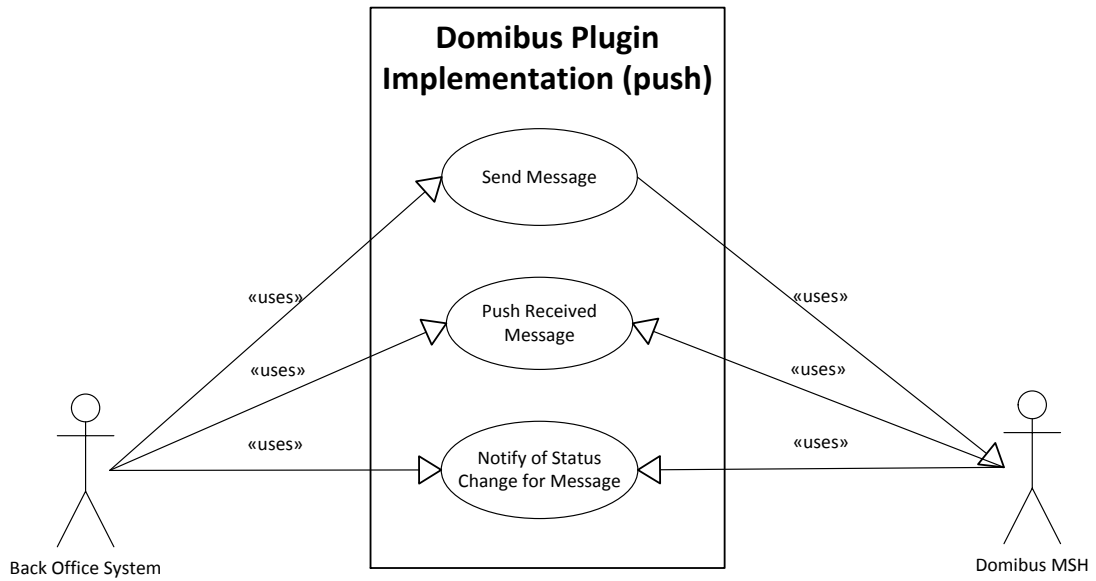 Domibus Plugin
Implementation (push)
Send Message
«uses»
«uses»
Push Received
Message
«uses»
«uses»
«uses»
«uses»
Notify of Status
Change for Message
Back Office System
Domibus MSH